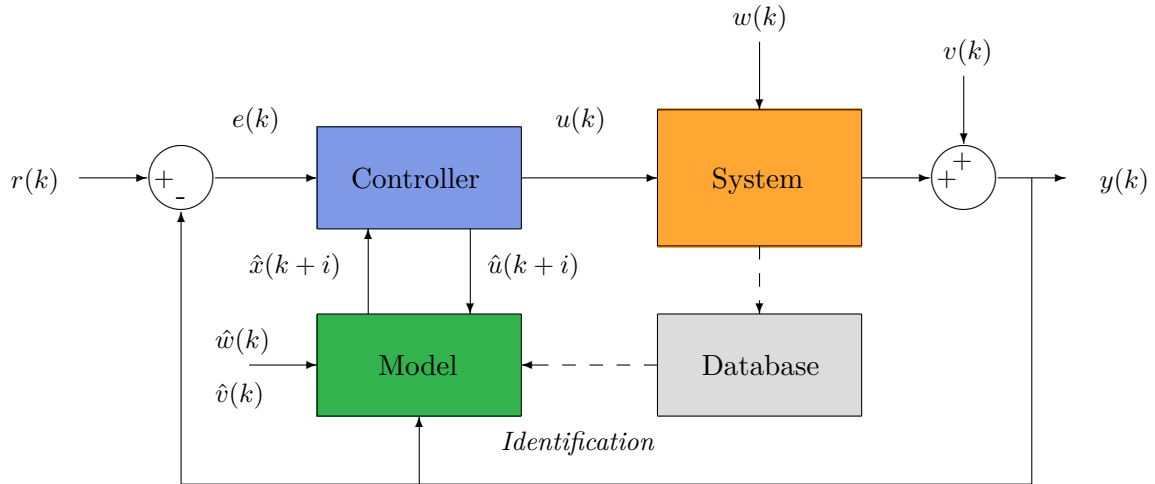 w(k)
v(k)
e(k)
u(k)
r(k)
+
-
Controller
System
+
+
y(k)
x̂(k + i)
û(k + i)
ŵ(k)
v̂(k)
Model
Database
Identification